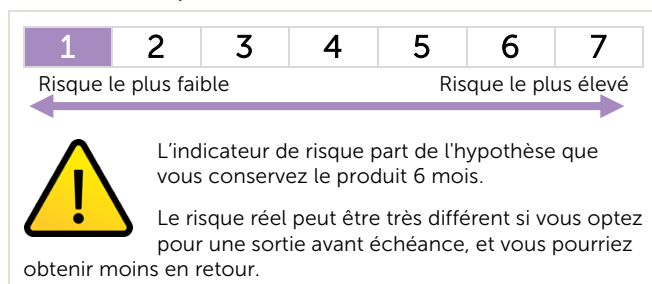 1 2 3 4 5 6 7
Risque le plus faible Risque le plus élevé
L’indicateur de risque part de l'hypothèse que
vous conservez le produit 6 mois.
Le risque réel peut être très différent si vous optez
pour une sortie avant échéance, et vous pourriez
obtenir moins en retour.